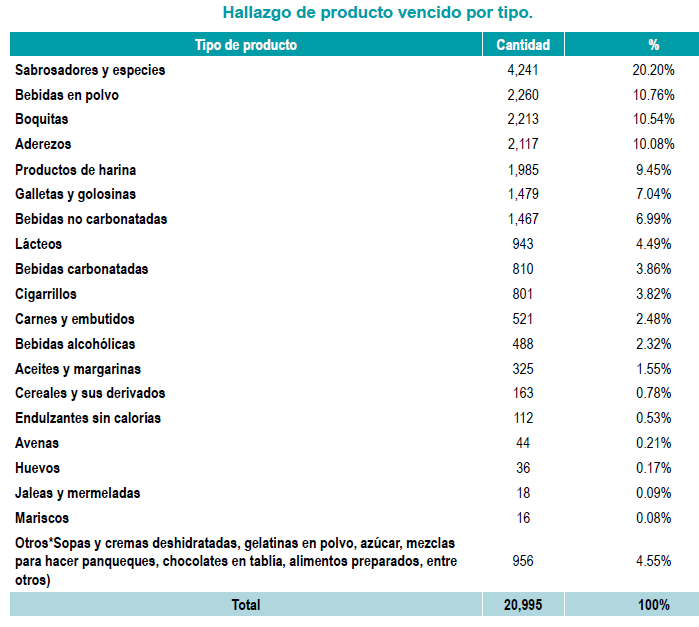 Hallazgo de producto vencido por tipo.
Tipo de producto Cantidad %
Sabrosadores y especies 4,241 20.20%
Bebidas en polvo 2,260 10.76%
Boquitas 2,213 10.54%
Aderezos 2,117 10.08%
Productos de harina 1,985 9.45%
Galletas y golosinas 1,479 7.04%
Bebidas no carbonatadas 1,467 6.99%
Lácteos 943 4.49%
Bebidas carbonatadas 810 3.86%
Cigarrillos 801 3.82%
Carnes y embutidos 521 2.48%
Bebidas alcohólicas 488 2.32%
Aceites y margarinas 325 1.55%
Cereales y sus derivados 163 0.78%
Endulzantes sin calorías 112 0.53%
Avenas 44 0.21%
Huevos 36 0.17%
Jaleas y mermeladas 18 0.09%
Mariscos 16 0.08%
Otros*Sopas y cremas deshidratadas, gelatinas en polvo, azúcar, mezclas
para hacer panqueques, chocolates en tablía, alimentos preparados, entre 956 4.55%
otros)
Total 20,995 100%